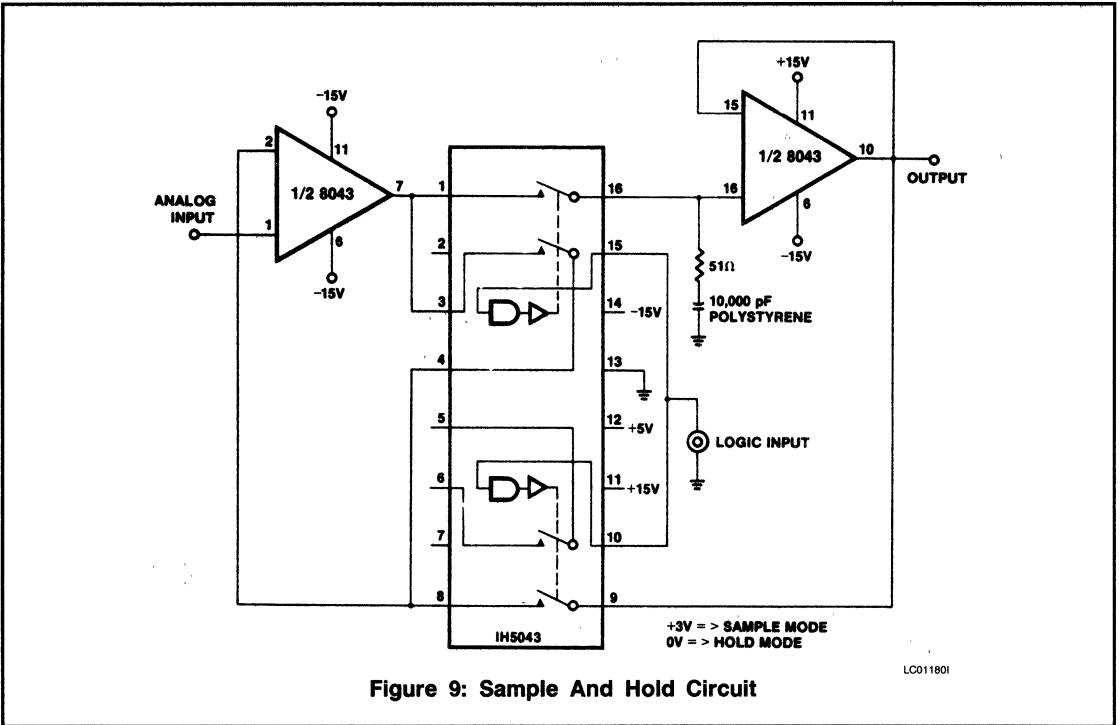 -15V
2
11
1/2 8043
7
ANALOG
INPUT
1
6
-15V
1
16
2
15
3
14
-15V
4
13
5
12
+5V
6
11
+15V
7
10
8
9
IH5043
+15V
15
11
1/2 8043
10
OUTPUT
16
6
-15V
51Ω
10,000 pF
POLYSTYRENE
LOGIC INPUT
+3V = > SAMPLE MODE
0V = > HOLD MODE
LC01180I
Figure 9: Sample And Hold Circuit